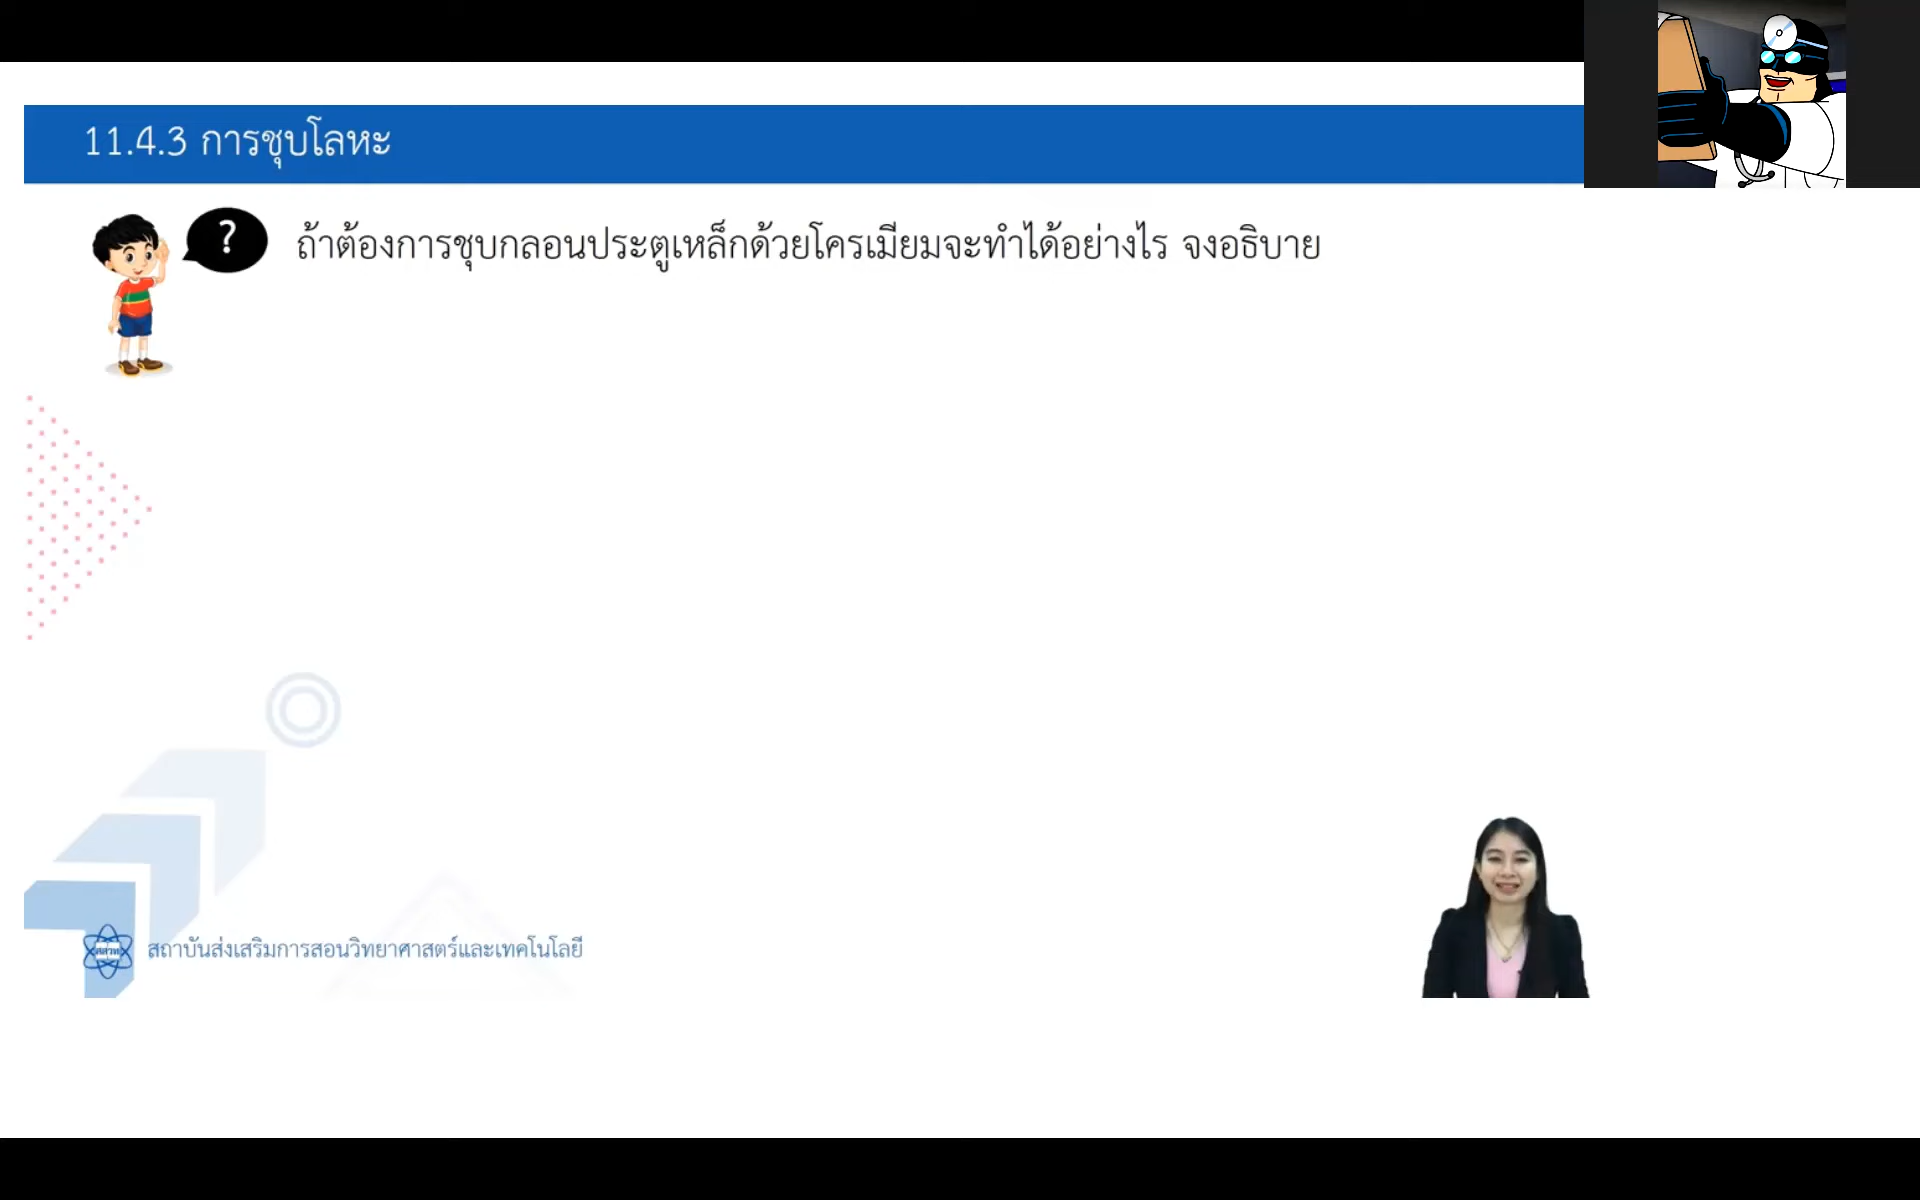 11.4.3 การชุบโลหะ
?
ถ้าต้องการชุบกลอนประตูเหล็กด้วยโครเมียมจะทำได้อย่างไร จงอธิบาย
สสวท
สถาบันส่งเสริมการสอนวิทยาศาสตร์และเทคโนโลยี